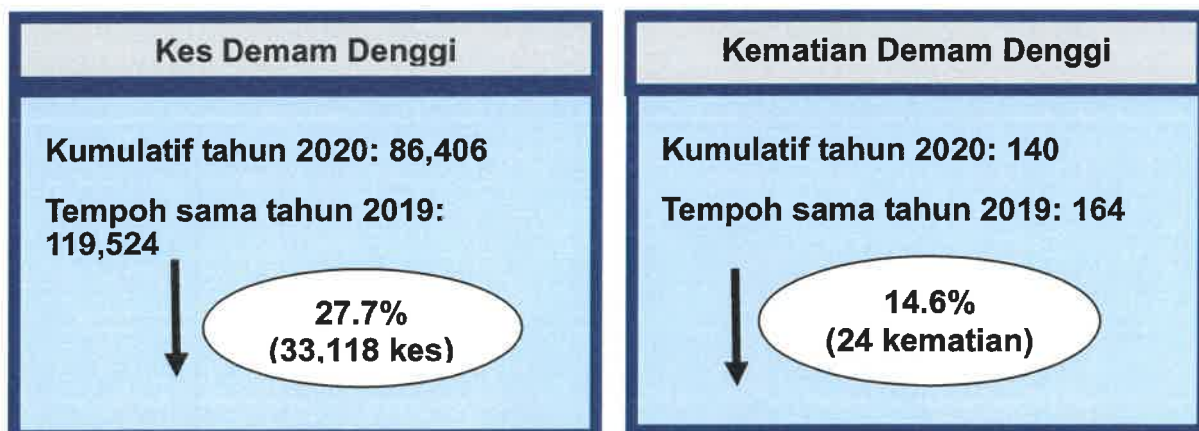 Kes Demam Denggi
Kumulatif tahun 2020: 86,406
Tempoh sama tahun 2019:
119,524
27.7%
(33,118 kes)
Kematian Demam Denggi
Kumulatif tahun 2020: 140
Tempoh sama tahun 2019: 164
14.6%
(24 kematian)